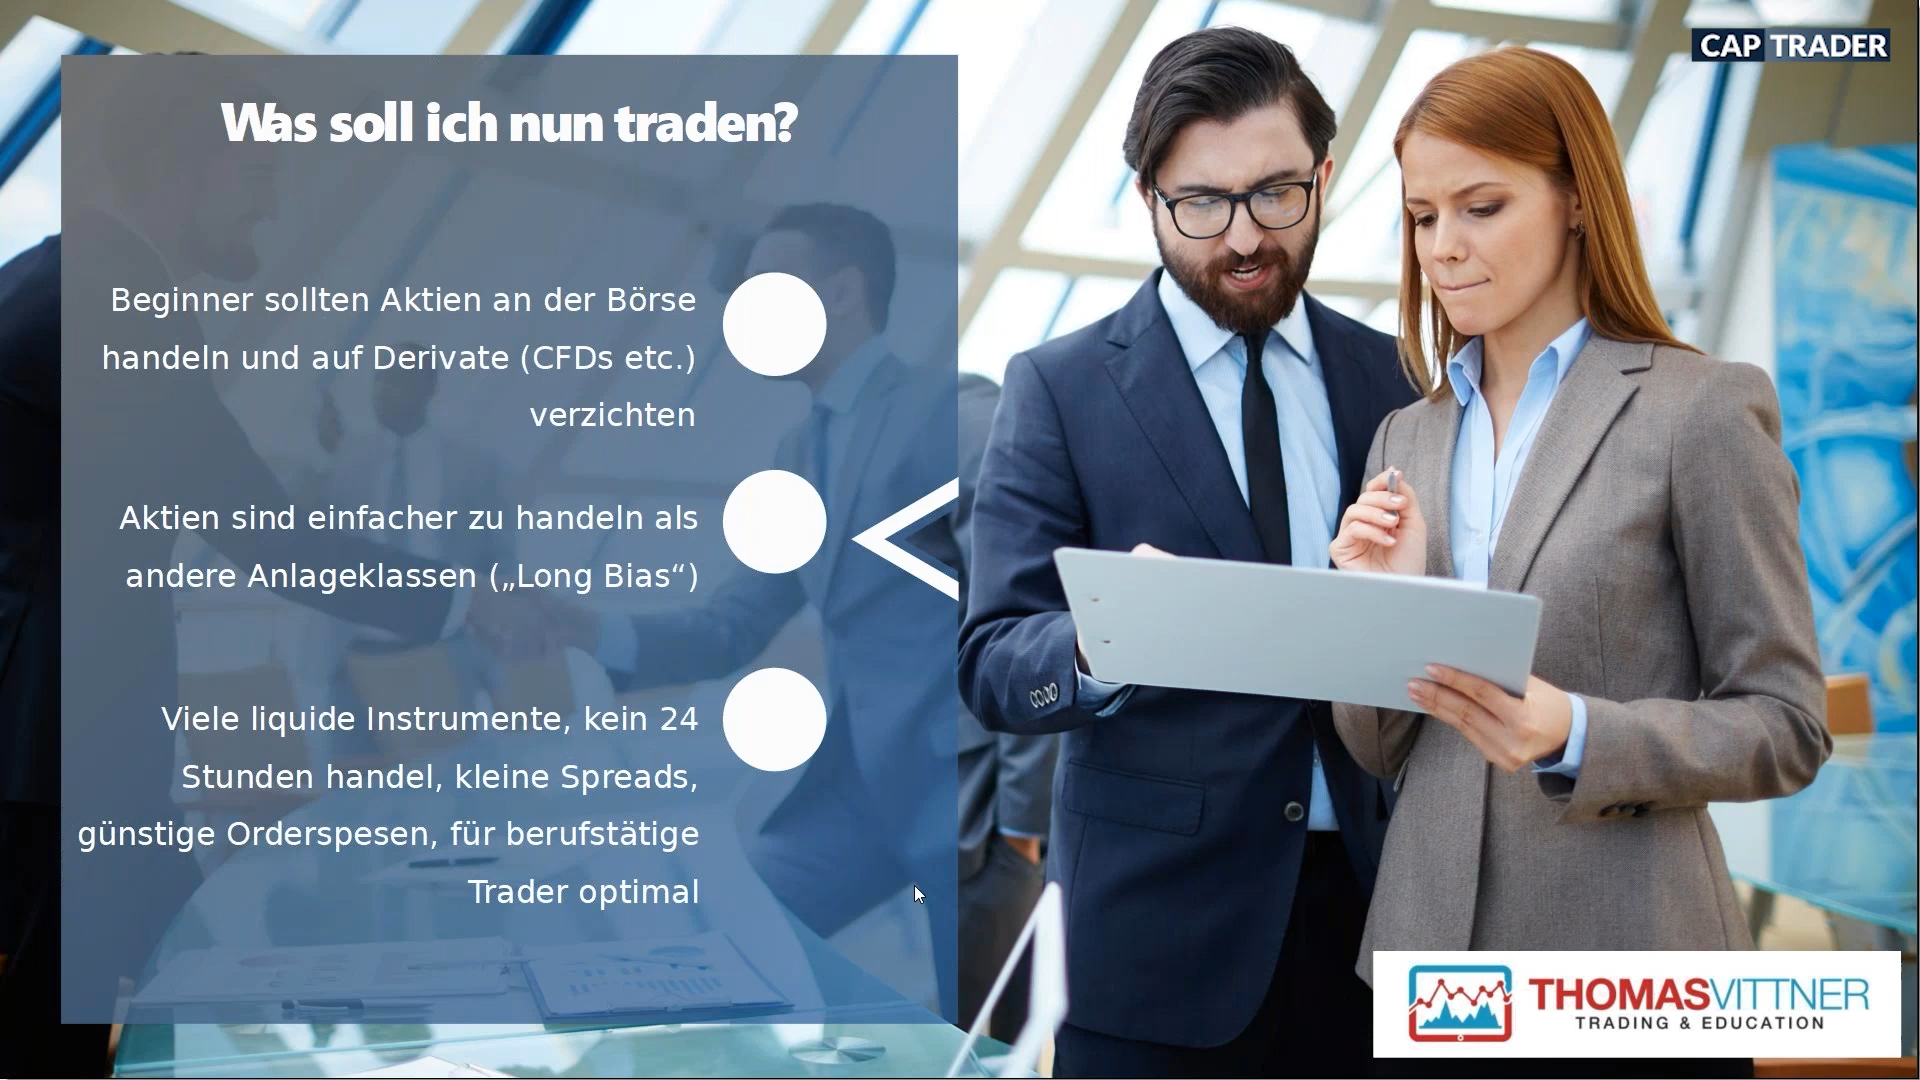 CAP TRADER
Was soll ich nun traden?
Beginner sollten Aktien an der Börse
handeln und auf Derivate (CFDs etc.)
verzichten
Aktien sind einfacher zu handeln als
andere Anlageklassen („Long Bias“)
Viele liquide Instrumente, kein 24
Stunden handel, kleine Spreads,
günstige Orderspesen, für berufstätige
Trader optimal
THOMASVITTNER
TRADING & EDUCATION